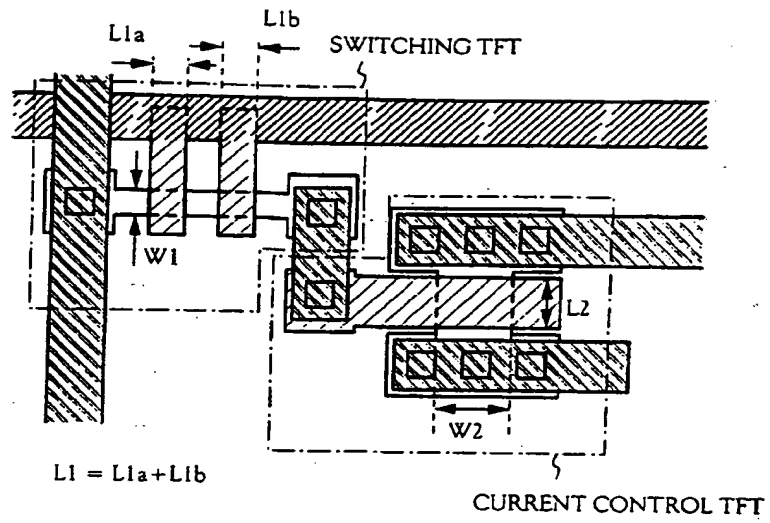 L1b
L1a
SWITCHING TFT
W1
L2
W2
L1 = L1a+L1b
CURRENT CONTROL TFT